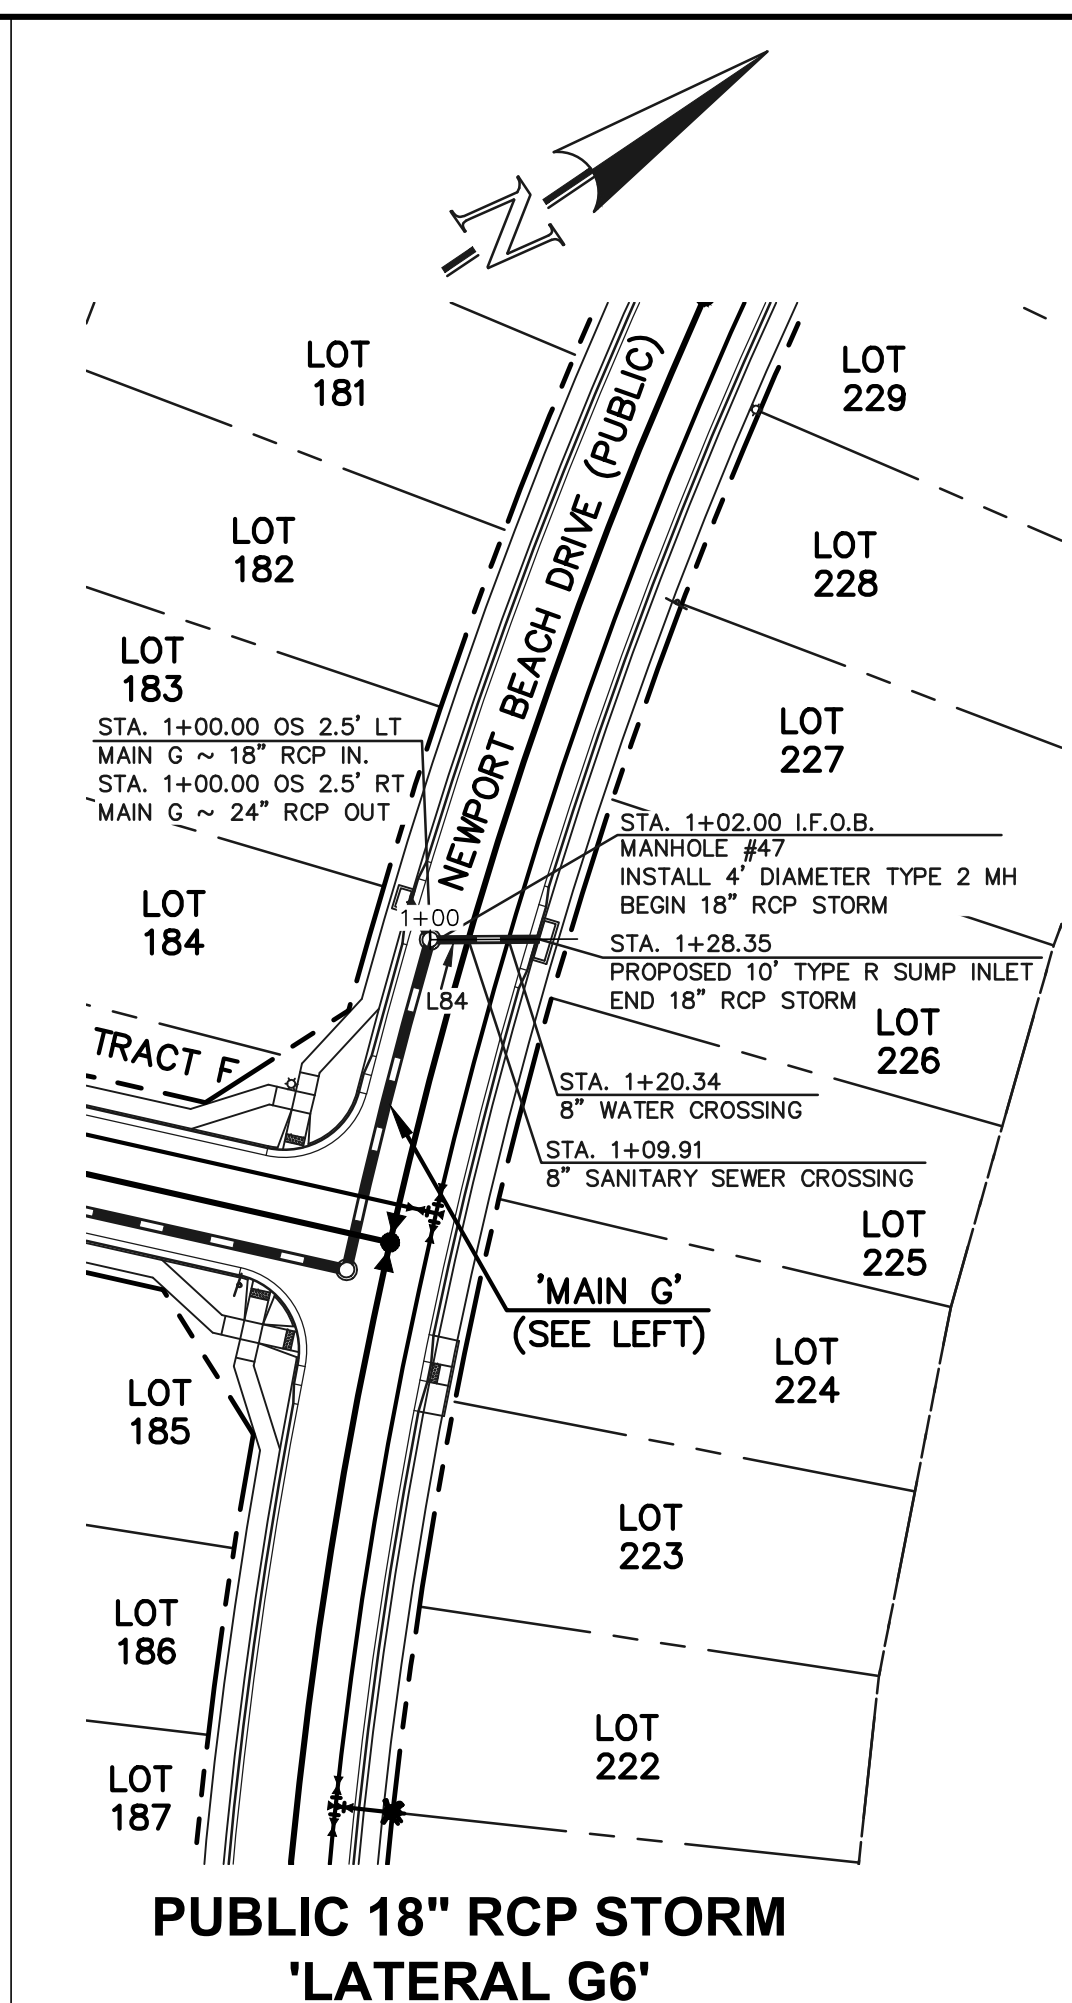 N
LOT
181
LOT
229
NEWPORT BEACH DRIVE (PUBLIC)
LOT
182
LOT
228
LOT
183
LOT
227
STA. 1+00.00 OS 2.5' LT
MAIN G ~ 18" RCP IN.
STA. 1+00.00 OS 2.5' RT
MAIN G ~ 24" RCP OUT
STA. 1+02.00 I.F.O.B.
MANHOLE #47
INSTALL 4' DIAMETER TYPE 2 MH
BEGIN 18" RCP STORM
LOT
184
1+00
STA. 1+28.35
PROPOSED 10' TYPE R SUMP INLET
END 18" RCP STORM
L84
LOT
226
TRACT F
STA. 1+20.34
8" WATER CROSSING
STA. 1+09.91
8" SANITARY SEWER CROSSING
LOT
225
'MAIN G'
(SEE LEFT)
LOT
224
LOT
185
LOT
223
LOT
186
LOT
222
LOT
187
PUBLIC 18" RCP STORM
'LATERAL G6'